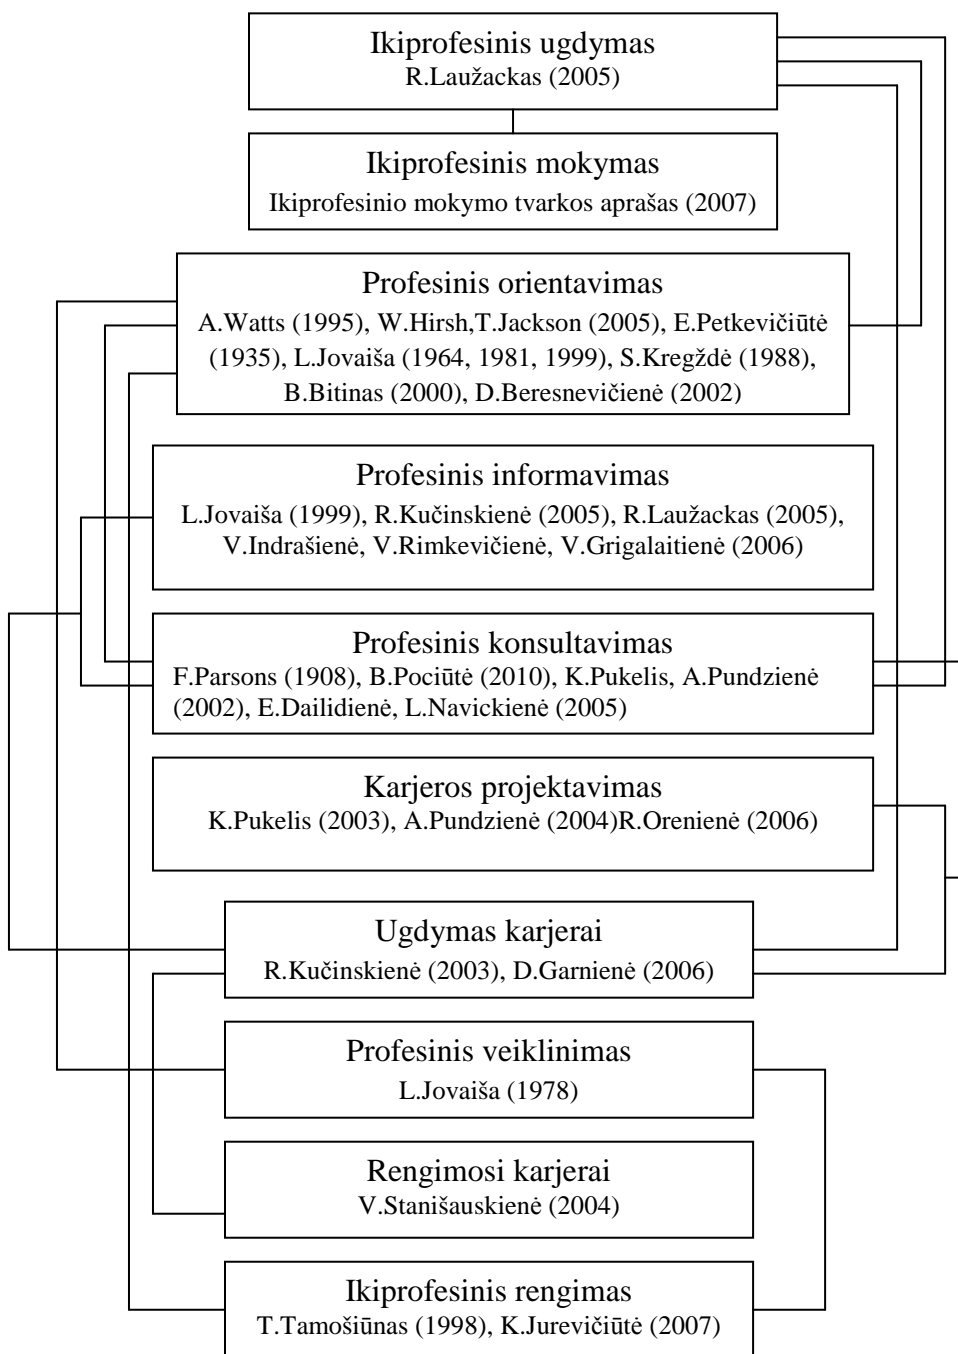 Ikiprofesinis ugdymas
R.Laužackas (2005)
Ikiprofesinis mokymas
Ikiprofesinio mokymo tvarkos aprašas (2007)
Profesinis orientavimas
A.Watts (1995), W.Hirsh,T.Jackson (2005), E.Petkevičiūtė
(1935), L.Jovaiša (1964, 1981, 1999), S.Kregždė (1988),
B.Bitinas (2000), D.Beresnevičienė (2002)
Profesinis informavimas
L.Jovaiša (1999), R.Kučinskienė (2005), R.Laužackas (2005),
V.Indrašienė, V.Rimkevičienė, V.Grigalaitienė (2006)
Profesinis konsultavimas
F.Parsons (1908), B.Pociūtė (2010), K.Pukelis, A.Pundzienė
(2002), E.Dailidienė, L.Navickienė (2005)
Karjeros projektavimas
K.Pukelis (2003), A.Pundzienė (2004)R.Orenienė (2006)
Ugdymas karjerai
R.Kučinskienė (2003), D.Garnienė (2006)
Profesinis veiklinimas
L.Jovaiša (1978)
Rengimosi karjerai
V.Stanišauskienė (2004)
Ikiprofesinis rengimas
T.Tamošiūnas (1998), K.Jurevičiūtė (2007)